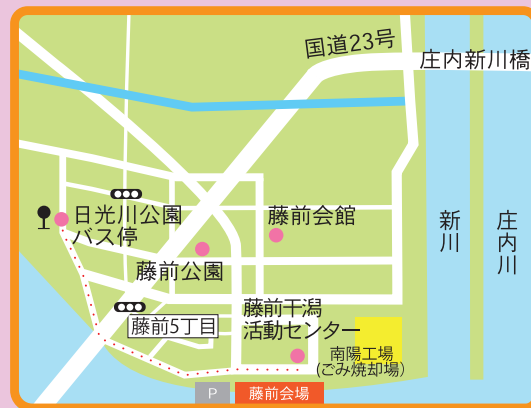 国道23号
庄内新川橋
日光川公園
バス停
藤前会館
新川
庄内川
藤前公園
藤前5丁目
藤前干潟
活動センター
南陽工場
(ごみ焼却場)
P
藤前会場